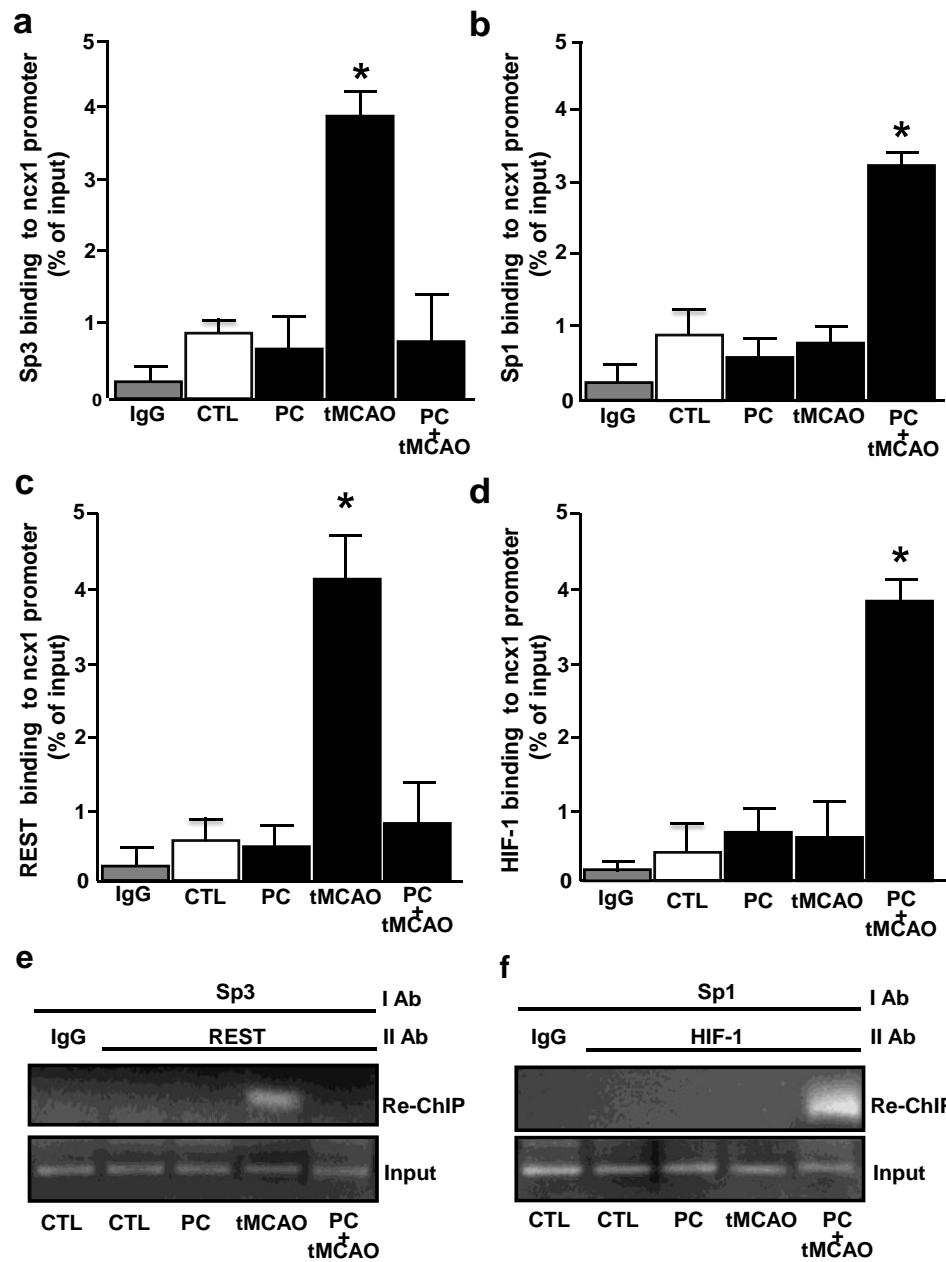 a
Sp3 binding to ncx1 promoter
(% of input)
5
4
3
2
1
0
*
IgG
CTL
PC
tMCAO
PC
+
tMCAO
b
Sp1 binding to ncx1 promoter
(% of input)
5
4
3
2
1
0
*
IgG
CTL
PC
tMCAO
PC
+
tMCAO
c
REST binding to ncx1 promoter
(% of input)
5
4
3
2
1
0
*
IgG
CTL
PC
tMCAO
PC
+
tMCAO
d
HIF-1 binding to ncx1 promoter
(% of input)
5
4
3
2
1
0
*
IgG
CTL
PC
tMCAO
PC
+
tMCAO
e
Sp3
I Ab
IgG
REST
II Ab
Re-ChIP
Input
CTL
CTL
PC
tMCAO
PC
+
tMCAO
f
Sp1
I Ab
IgG
HIF-1
II Ab
Re-ChIP
Input
CTL
CTL
PC
tMCAO
PC
+
tMCAO